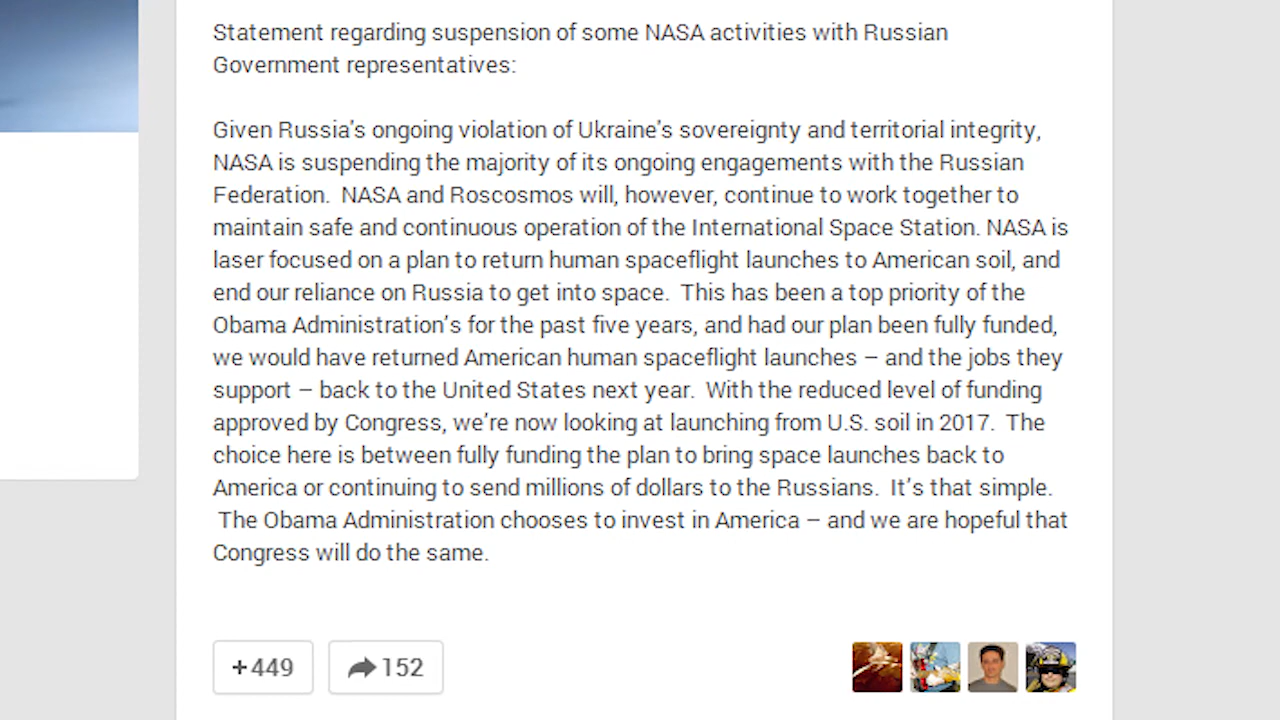 Statement regarding suspension of some NASA activities with Russian
Government representatives:
Given Russia's ongoing violation of Ukraine's sovereignty and territorial integrity,
NASA is suspending the majority of its ongoing engagements with the Russian
Federation.  NASA and Roscosmos will, however, continue to work together to
maintain safe and continuous operation of the International Space Station. NASA is
laser focused on a plan to return human spaceflight launches to American soil, and
end our reliance on Russia to get into space.  This has been a top priority of the
Obama Administration's for the past five years, and had our plan been fully funded,
we would have returned American human spaceflight launches – and the jobs they
support – back to the United States next year.  With the reduced level of funding
approved by Congress, we're now looking at launching from U.S. soil in 2017.  The
choice here is between fully funding the plan to bring space launches back to
America or continuing to send millions of dollars to the Russians.  It's that simple.
The Obama Administration chooses to invest in America – and we are hopeful that
Congress will do the same.
+449 152